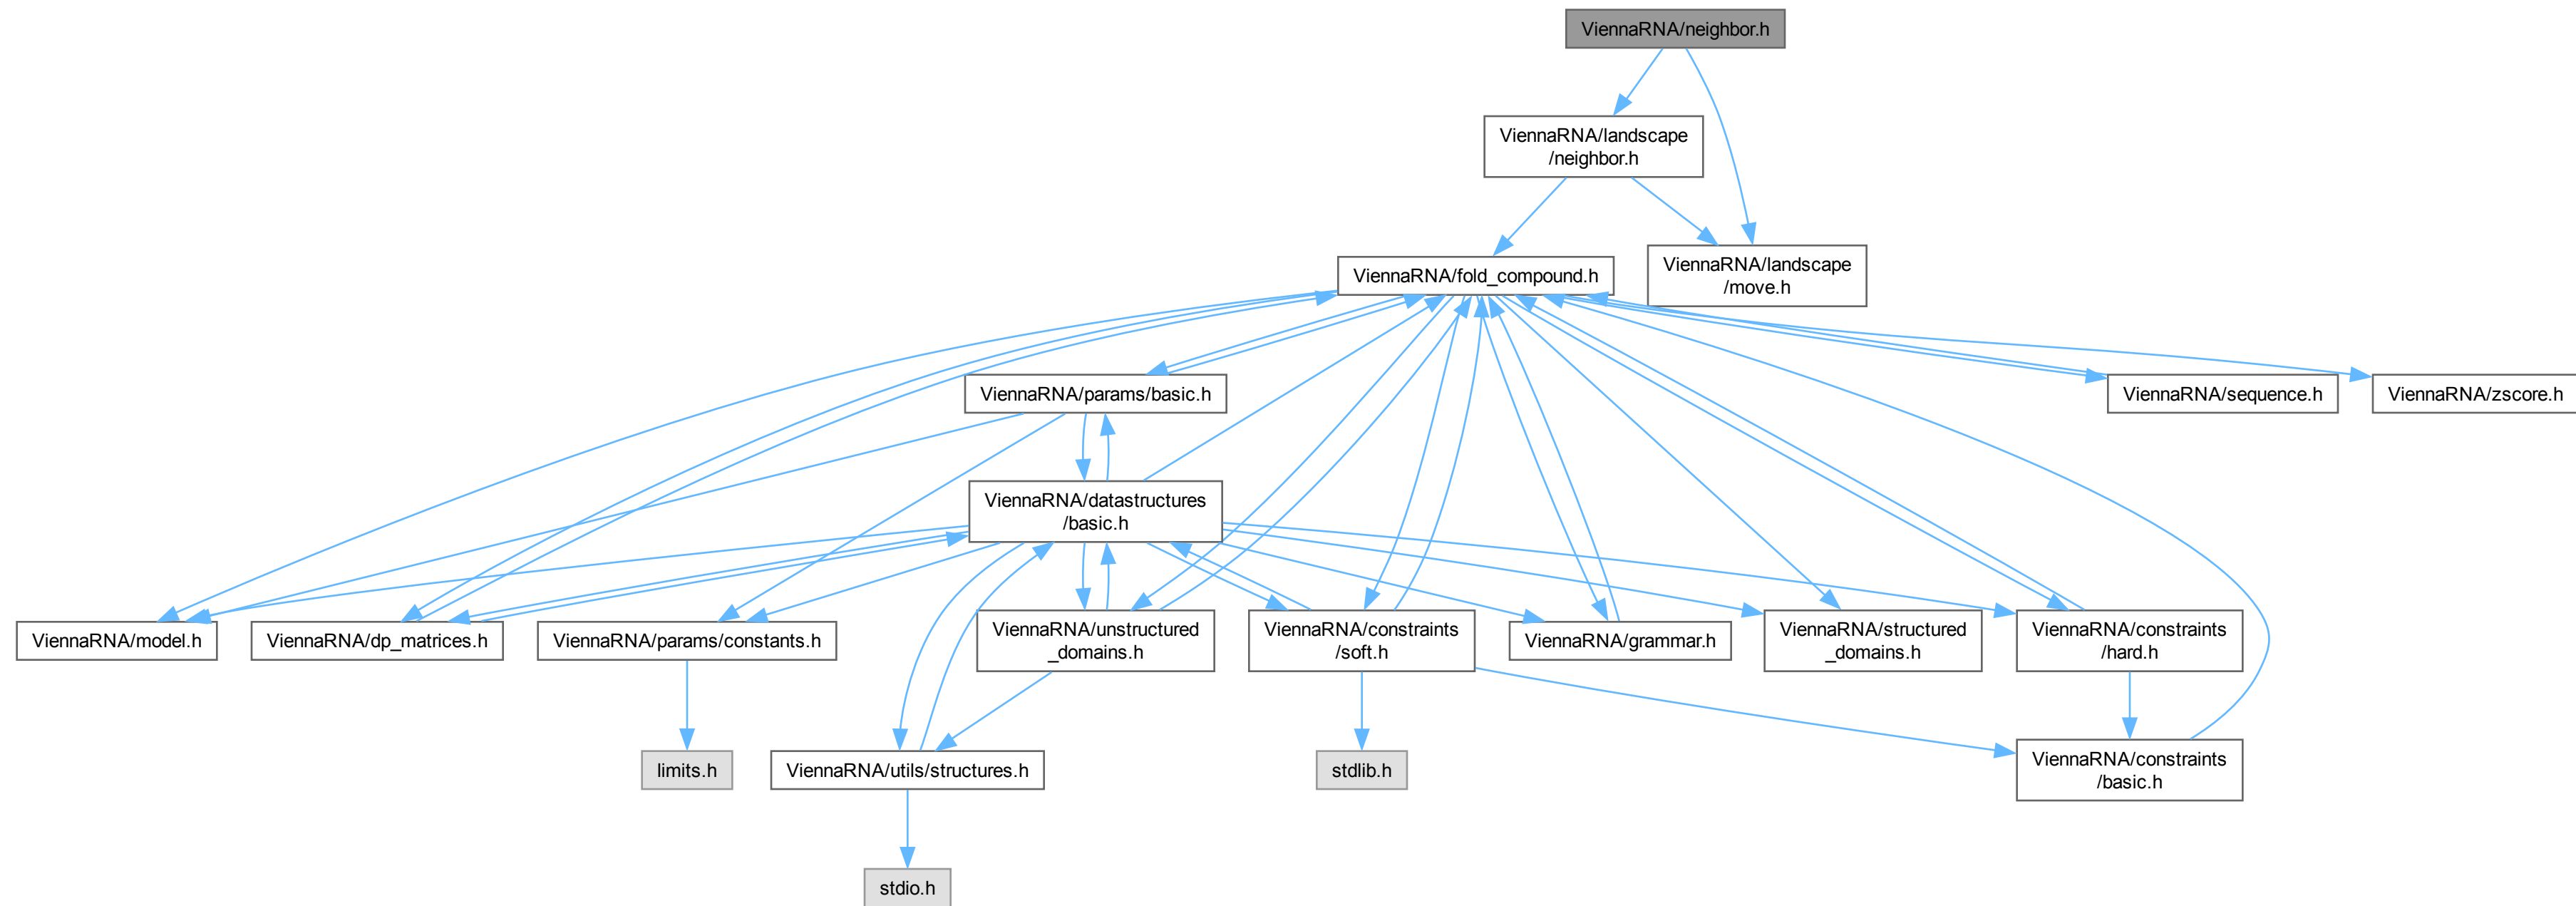 ViennaRNA/neighbor.h
ViennaRNA/landscape
/neighbor.h
ViennaRNA/fold_compound.h
ViennaRNA/landscape
/move.h
ViennaRNA/params/basic.h
ViennaRNA/sequence.h
ViennaRNA/zscore.h
ViennaRNA/datastructures
/basic.h
ViennaRNA/model.h
ViennaRNA/dp_matrices.h
ViennaRNA/params/constants.h
ViennaRNA/unstructured
_domains.h
ViennaRNA/constraints
/soft.h
ViennaRNA/grammar.h
ViennaRNA/structured
_domains.h
ViennaRNA/constraints
/hard.h
limits.h
ViennaRNA/utils/structures.h
stdlib.h
ViennaRNA/constraints
/basic.h
stdio.h